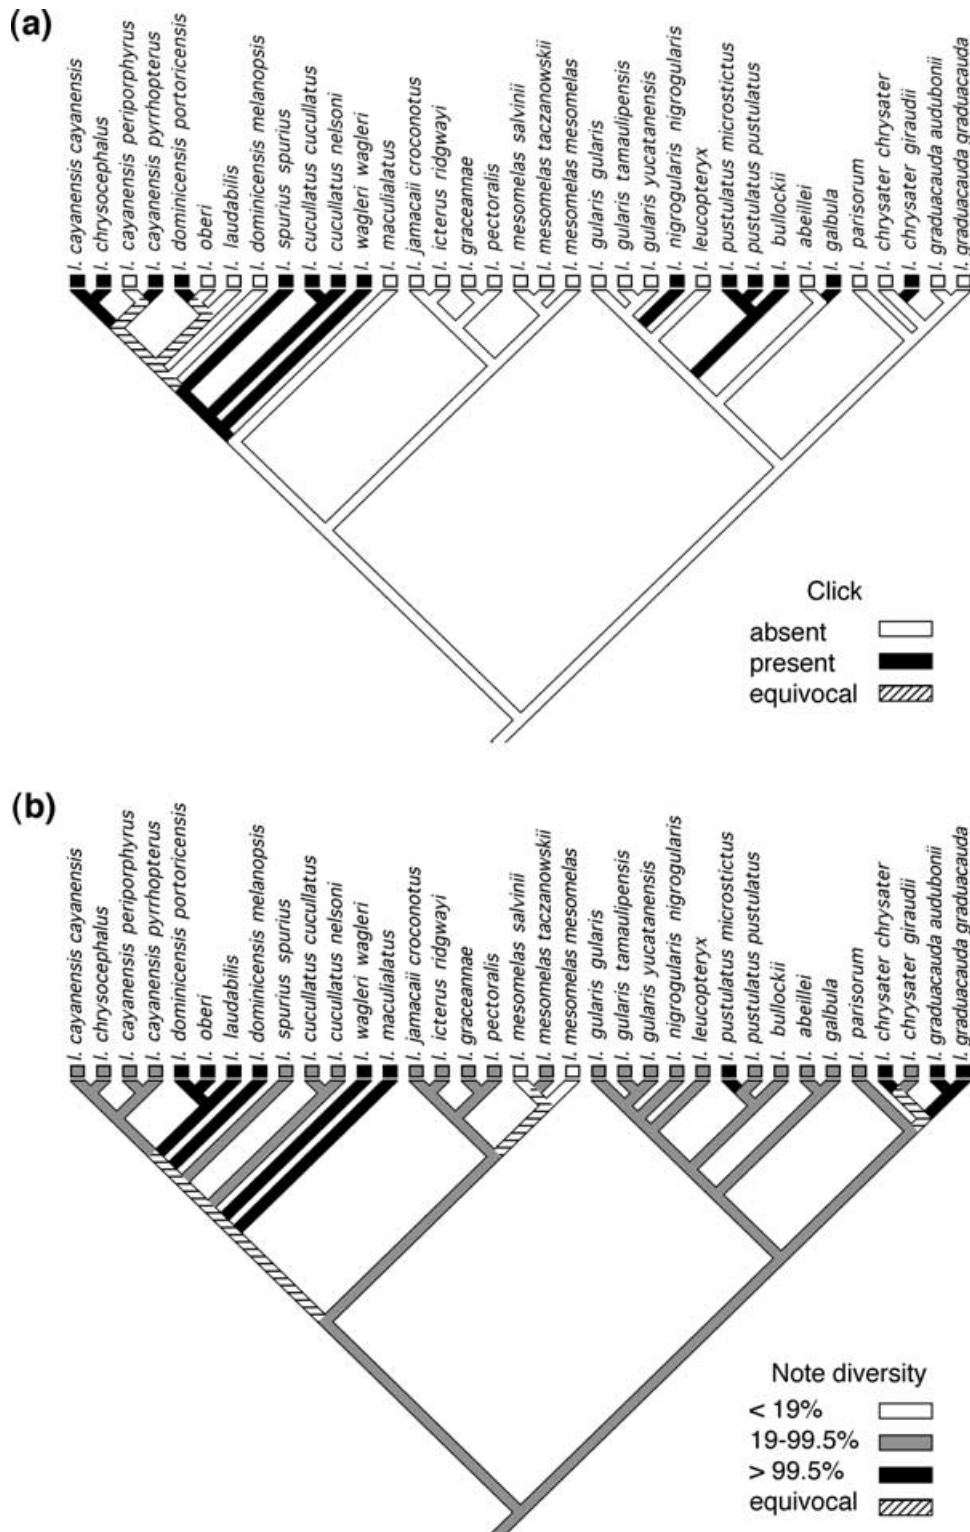 (a)
I. cayanensis cayanensis
I. chrysocephalus
I. cayanensis periporphyrus
I. cayanensis pyrrhopterus
I. dominicensis portoricensis
I. oberi
I. laudabilis
I. dominicensis melanopsis
I. spurius spurius
I. cucullatus cucullatus
I. cucullatus nelsoni
I. wagleri wagleri
I. maculialatus
I. jamacaii croconotus
I. icterus ridgwayi
I. graceannae
I. pectoralis
I. mesomelas salvinii
I. mesomelas taczanowskii
I. mesomelas mesomelas
I. gularis gularis
I. gularis tamaulipensis
I. gularis yucatanensis
I. nigrogularis nigrogularis
I. leucopteryx
I. pustulatus microstictus
I. pustulatus pustulatus
I. bullockii
I. abeillei
I. galbula
I. parisorum
I. chrysater chrysater
I. chrysater giraudii
I. graduacauda audubonii
I. graduacauda graduacauda
Click
absent
present
equivocal
(b)
I. cayanensis cayanensis
I. chrysocephalus
I. cayanensis periporphyrus
I. cayanensis pyrrhopterus
I. dominicensis portoricensis
I. oberi
I. laudabilis
I. dominicensis melanopsis
I. spurius spurius
I. cucullatus cucullatus
I. cucullatus nelsoni
I. wagleri wagleri
I. maculialatus
I. jamacaii croconotus
I. icterus ridgwayi
I. graceannae
I. pectoralis
I. mesomelas salvinii
I. mesomelas taczanowskii
I. mesomelas mesomelas
I. gularis gularis
I. gularis tamaulipensis
I. gularis yucatanensis
I. nigrogularis nigrogularis
I. leucopteryx
I. pustulatus microstictus
I. pustulatus pustulatus
I. bullockii
I. abeillei
I. galbula
I. parisorum
I. chrysater chrysater
I. chrysater giraudii
I. graduacauda audubonii
I. graduacauda graduacauda
Note diversity
< 19%
19-99.5%
> 99.5%
equivocal